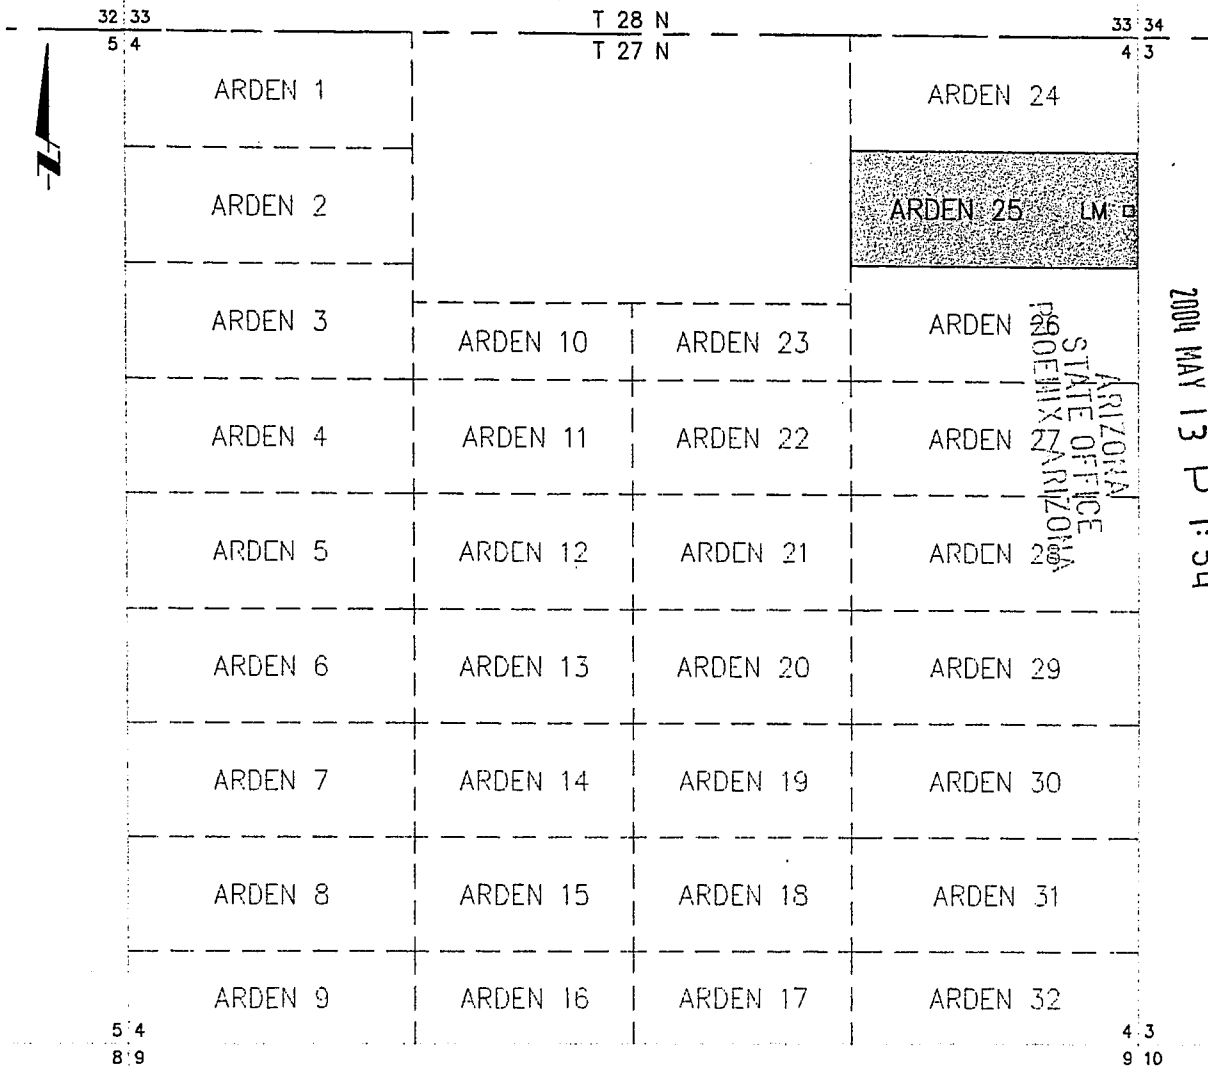 32 33 T 28 N 33 34
5 4 T 27 N 4 3
Z
ARDEN 1 ARDEN 24
ARDEN 2 ARDEN 25 LM
ARDEN 3 ARDEN 10 ARDEN 23 ARDEN 26
ARDEN 4 ARDEN 11 ARDEN 22 ARDEN 27
ARDEN 5 ARDEN 12 ARDEN 21 ARDEN 28
ARDEN 6 ARDEN 13 ARDEN 20 ARDEN 29
ARDEN 7 ARDEN 14 ARDEN 19 ARDEN 30
ARDEN 8 ARDEN 15 ARDEN 18 ARDEN 31
ARDEN 9 ARDEN 16 ARDEN 17 ARDEN 32
5 4 4 3
8 9 9 10
2004 MAY 13 P 1:54
ARIZONA
STATE OFFICE
PHOENIX ARIZONA